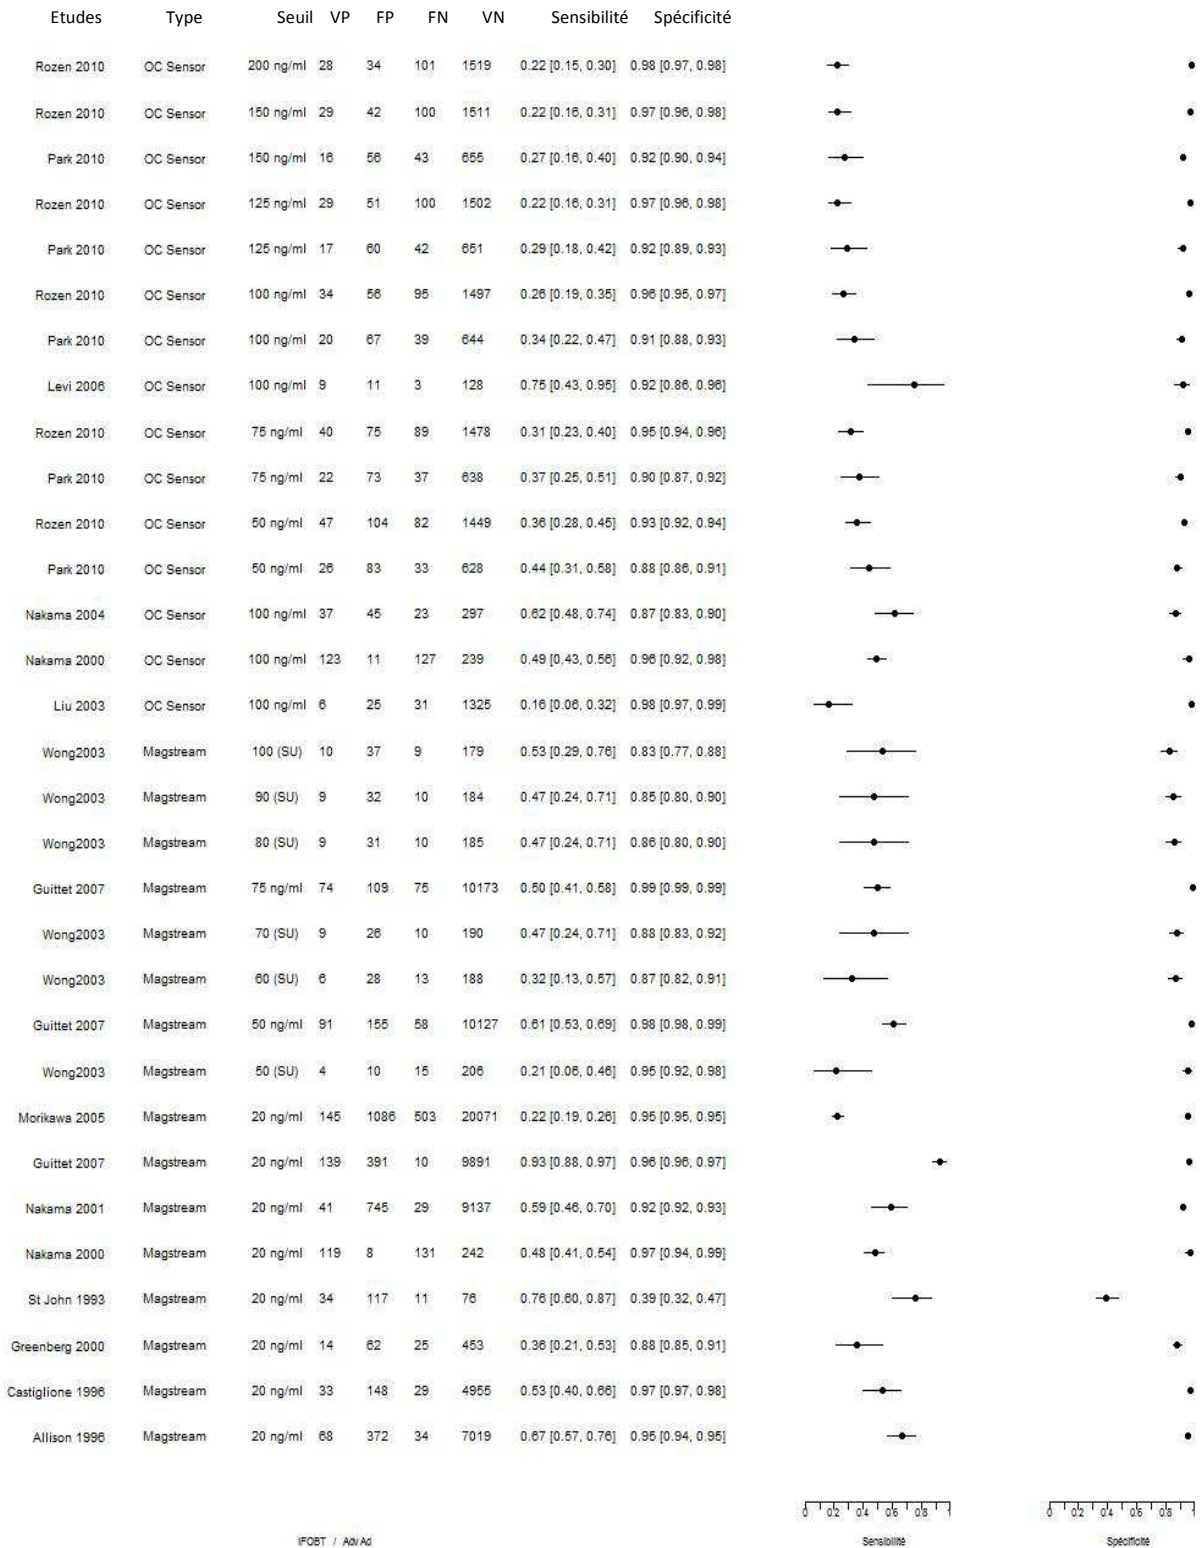 Etudes Type Seuil VP FP FN VN Sensibilité Spécificité
Rozen 2010 OC Sensor 200 ng/ml 28 34 101 1519 0.22 [0.15, 0.30] 0.98 [0.97, 0.98]
Rozen 2010 OC Sensor 150 ng/ml 29 42 100 1511 0.22 [0.16, 0.31] 0.97 [0.96, 0.98]
Park 2010 OC Sensor 150 ng/ml 16 56 43 655 0.27 [0.16, 0.40] 0.92 [0.90, 0.94]
Rozen 2010 OC Sensor 125 ng/ml 29 51 100 1502 0.22 [0.16, 0.31] 0.97 [0.96, 0.98]
Park 2010 OC Sensor 125 ng/ml 17 60 42 651 0.29 [0.18, 0.42] 0.92 [0.89, 0.93]
Rozen 2010 OC Sensor 100 ng/ml 34 56 95 1497 0.26 [0.19, 0.35] 0.96 [0.95, 0.97]
Park 2010 OC Sensor 100 ng/ml 20 67 39 644 0.34 [0.22, 0.47] 0.91 [0.88, 0.93]
Levi 2006 OC Sensor 100 ng/ml 9 11 3 128 0.75 [0.43, 0.95] 0.92 [0.86, 0.96]
Rozen 2010 OC Sensor 75 ng/ml 40 75 89 1478 0.31 [0.23, 0.40] 0.95 [0.94, 0.96]
Park 2010 OC Sensor 75 ng/ml 22 73 37 638 0.37 [0.25, 0.51] 0.90 [0.87, 0.92]
Rozen 2010 OC Sensor 50 ng/ml 47 104 82 1449 0.36 [0.28, 0.45] 0.93 [0.92, 0.94]
Park 2010 OC Sensor 50 ng/ml 26 83 33 628 0.44 [0.31, 0.58] 0.88 [0.86, 0.91]
Nakama 2004 OC Sensor 100 ng/ml 37 45 23 297 0.62 [0.48, 0.74] 0.87 [0.83, 0.90]
Nakama 2000 OC Sensor 100 ng/ml 123 11 127 239 0.49 [0.43, 0.56] 0.96 [0.92, 0.98]
Liu 2003 OC Sensor 100 ng/ml 6 25 31 1325 0.16 [0.06, 0.32] 0.98 [0.97, 0.99]
Wong2003 Magstream 100 (SU) 10 37 9 179 0.53 [0.29, 0.76] 0.83 [0.77, 0.88]
Wong2003 Magstream 90 (SU) 9 32 10 184 0.47 [0.24, 0.71] 0.85 [0.80, 0.90]
Wong2003 Magstream 80 (SU) 9 31 10 185 0.47 [0.24, 0.71] 0.86 [0.80, 0.90]
Guittet 2007 Magstream 75 ng/ml 74 109 75 10173 0.50 [0.41, 0.58] 0.99 [0.99, 0.99]
Wong2003 Magstream 70 (SU) 9 26 10 190 0.47 [0.24, 0.71] 0.88 [0.83, 0.92]
Wong2003 Magstream 60 (SU) 6 28 13 188 0.32 [0.13, 0.57] 0.87 [0.82, 0.91]
Guittet 2007 Magstream 50 ng/ml 91 155 58 10127 0.61 [0.53, 0.69] 0.98 [0.98, 0.99]
Wong2003 Magstream 50 (SU) 4 10 15 206 0.21 [0.06, 0.46] 0.95 [0.92, 0.98]
Morikawa 2005 Magstream 20 ng/ml 145 1086 503 20071 0.22 [0.19, 0.26] 0.95 [0.95, 0.95]
Guittet 2007 Magstream 20 ng/ml 139 391 10 9891 0.93 [0.88, 0.97] 0.96 [0.96, 0.97]
Nakama 2001 Magstream 20 ng/ml 41 745 29 9137 0.59 [0.46, 0.70] 0.92 [0.92, 0.93]
Nakama 2000 Magstream 20 ng/ml 119 8 131 242 0.48 [0.41, 0.54] 0.97 [0.94, 0.99]
St John 1993 Magstream 20 ng/ml 34 117 11 76 0.76 [0.60, 0.87] 0.39 [0.32, 0.47]
Greenberg 2000 Magstream 20 ng/ml 14 62 25 453 0.36 [0.21, 0.53] 0.88 [0.85, 0.91]
Castiglione 1996 Magstream 20 ng/ml 33 148 29 4955 0.53 [0.40, 0.66] 0.97 [0.97, 0.98]
Allison 1996 Magstream 20 ng/ml 68 372 34 7019 0.67 [0.57, 0.76] 0.95 [0.94, 0.95]
0 0.2 0.4 0.6 0.8 1 0 0.2 0.4 0.6 0.8 1
IFOBT / Adv Ad Sensibilité Spécificité